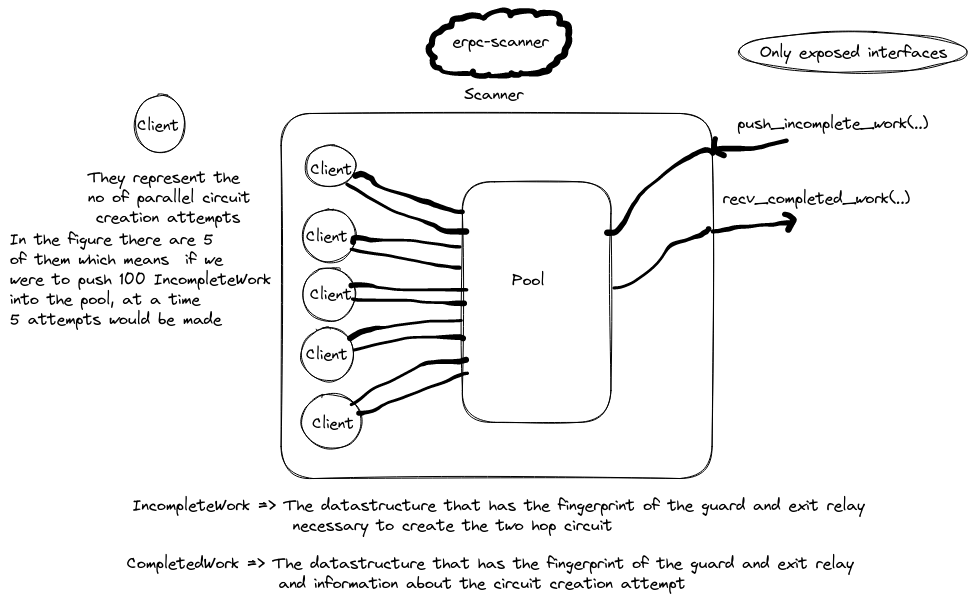 erpc-scanner
Only exposed interfaces
Scanner
Client
They represent the
no of parallel circuit
creation attempts
In the figure there are 5
of them which means if we
were to push 100 IncompleteWork
into the pool, at a time
5 attempts would be made
Client
Client
Client
Client
Client
Pool
push_incomplete_work(..)
recv_completed_work(..)
IncompleteWork => The datastructure that has the fingerprint of the guard and exit relay
necessary to create the two hop circuit
CompletedWork => The datastructure that has the fingerprint of the guard and exit relay
and information about the circuit creation attempt